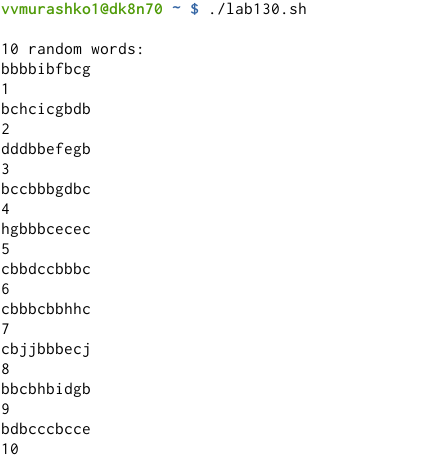 vvmurashko1@dk8n70 ~ $ ./lab130.sh
10 random words:
bbbbibfbcg
1
bchcicgbdb
2
dddbbefegb
3
bccbbbgdbc
4
hgbbbcecec
5
cbbdccbbbc
6
cbbbcbbhhc
7
cbjjbbbecj
8
bbcbhbidgb
9
bdbcccbcce
10